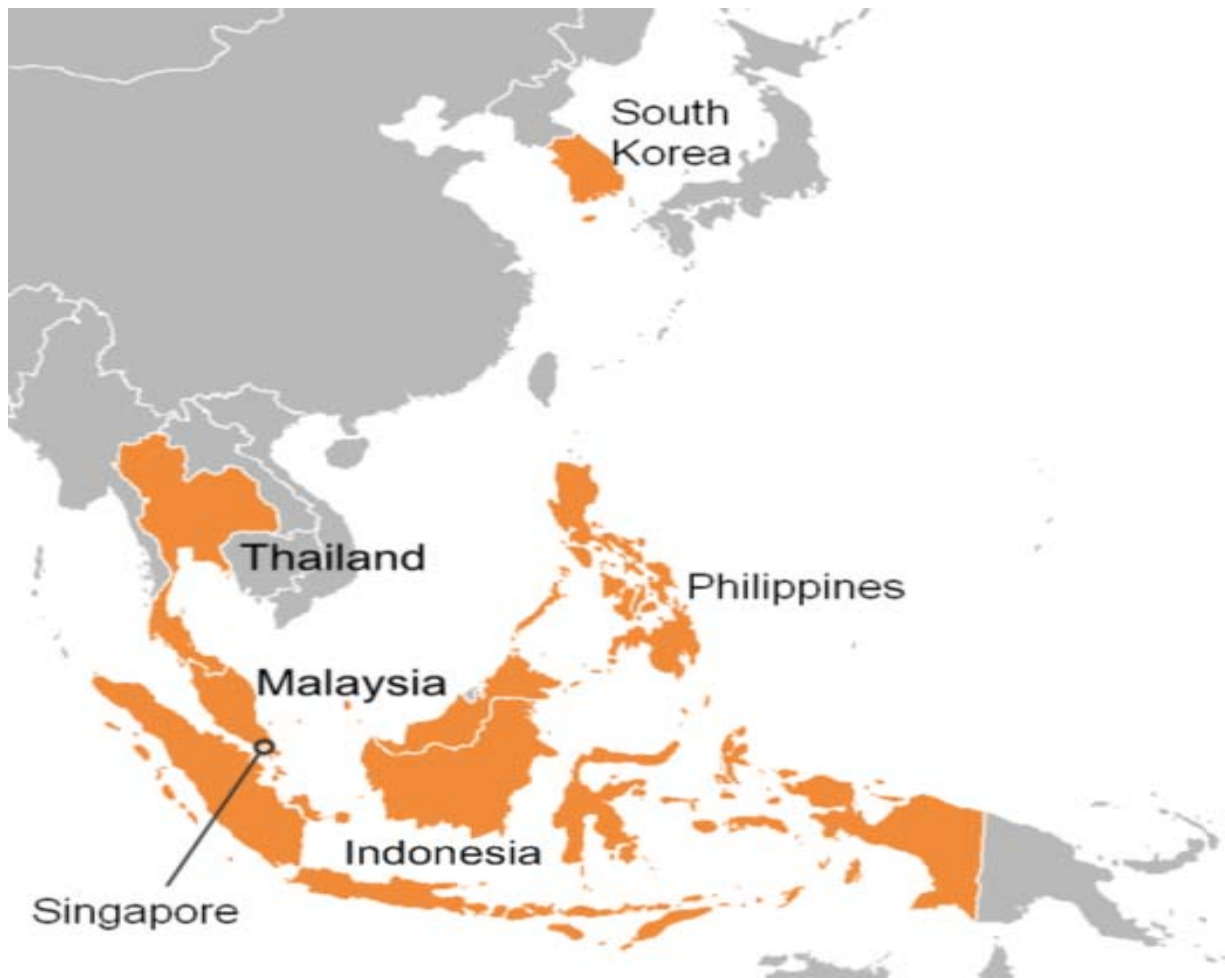 South
Korea
Thailand
Philippines
Malaysia
Indonesia
Singapore